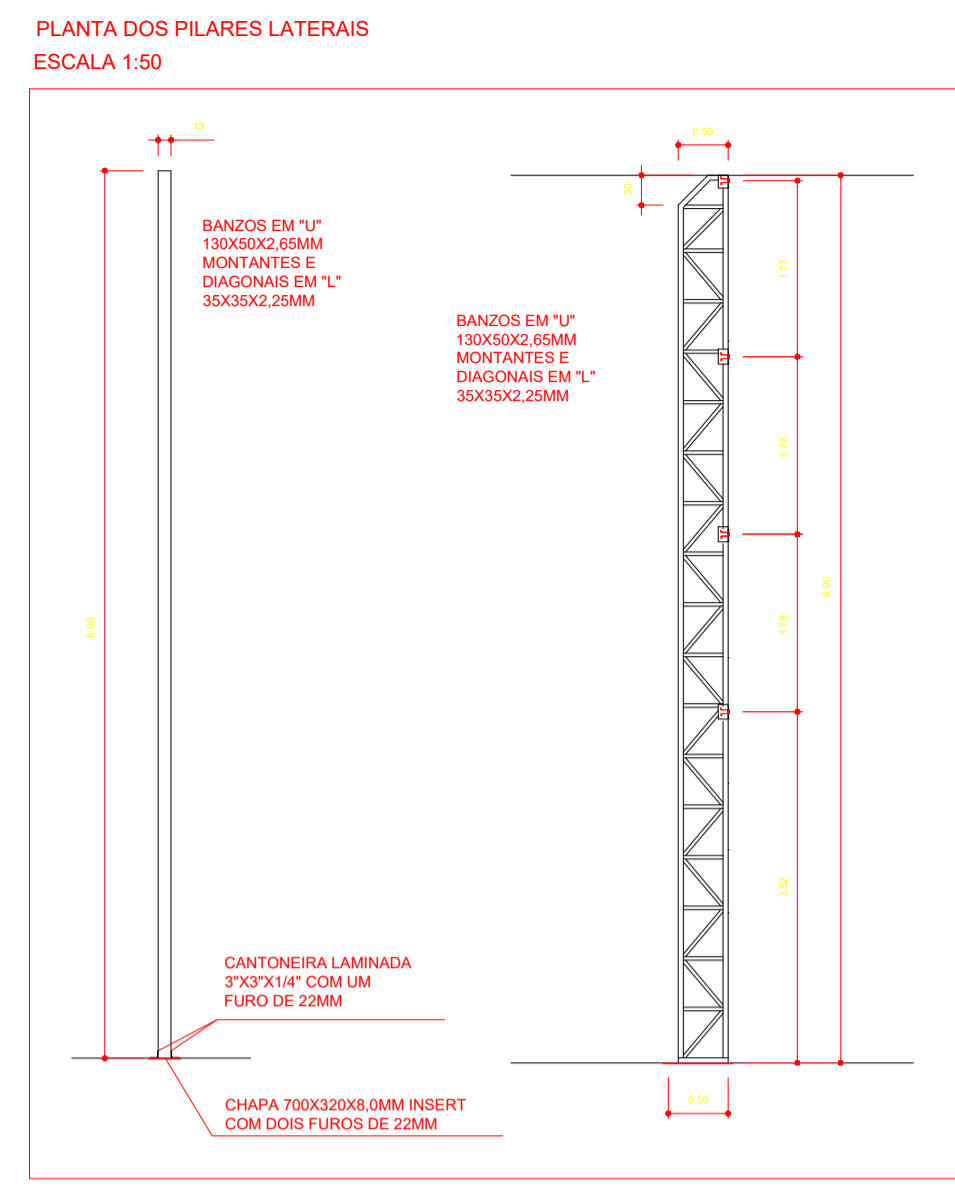 PLANTA DOS PILARES LATERAIS
ESCALA 1:50
.13
0.50
.30
BANZOS EM "U"
130X50X2,65MM
MONTANTES E
DIAGONAIS EM "L"
35X35X2,25MM
1.77
BANZOS EM "U"
130X50X2,65MM
MONTANTES E
DIAGONAIS EM "L"
35X35X2,25MM
1.73
8.90
8.90
1.78
3.52
CANTONEIRA LAMINADA
3"X3"X1/4" COM UM
FURO DE 22MM
CHAPA 700X320X8,0MM INSERT
COM DOIS FUROS DE 22MM
0.50